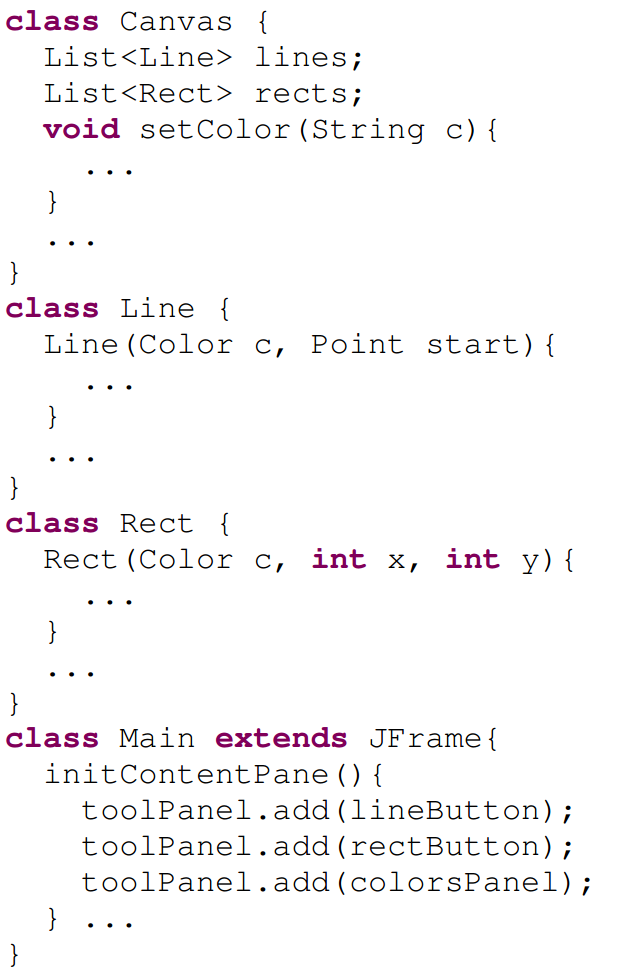 class Canvas {
  List<Line> lines;
  List<Rect> rects;
  void setColor(String c){
    ...
  }
  ...
}
class Line {
  Line(Color c, Point start){
    ...
  }
  ...
}
class Rect {
  Rect(Color c, int x, int y){
    ...
  }
  ...
}
class Main extends JFrame{
  initContentPane(){
    toolPanel.add(lineButton);
    toolPanel.add(rectButton);
    toolPanel.add(colorsPanel);
  } ...
}